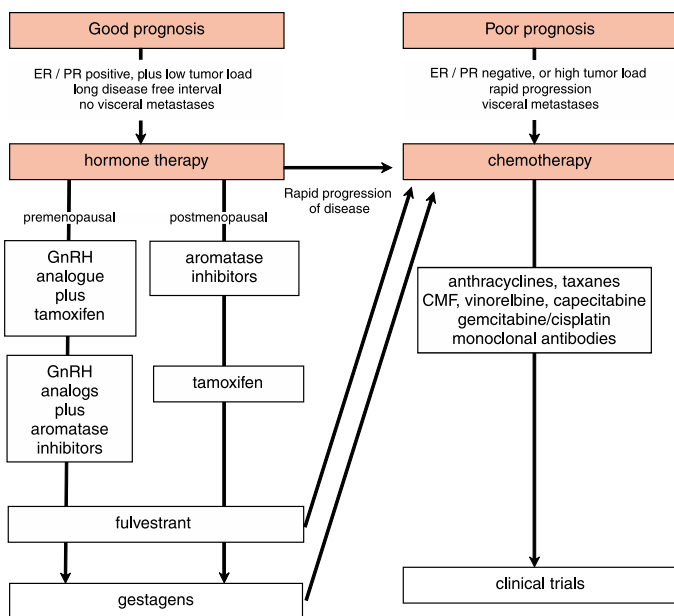 Good prognosis
ER / PR positive, plus low tumor load
long disease free interval
no visceral metastases
hormone therapy
premenopausal
GnRH
analogue
plus
tamoxifen
GnRH
analogs
plus
aromatase
inhibitors
postmenopausal
aromatase
inhibitors
tamoxifen
fulvestrant
gestagens
Rapid progression
of disease
Poor prognosis
ER / PR negative, or high tumor load
rapid progression
visceral metastases
chemotherapy
anthracyclines, taxanes
CMF, vinorelbine, capecitabine
gemcitabine/cisplatin
monoclonal antibodies
clinical trials